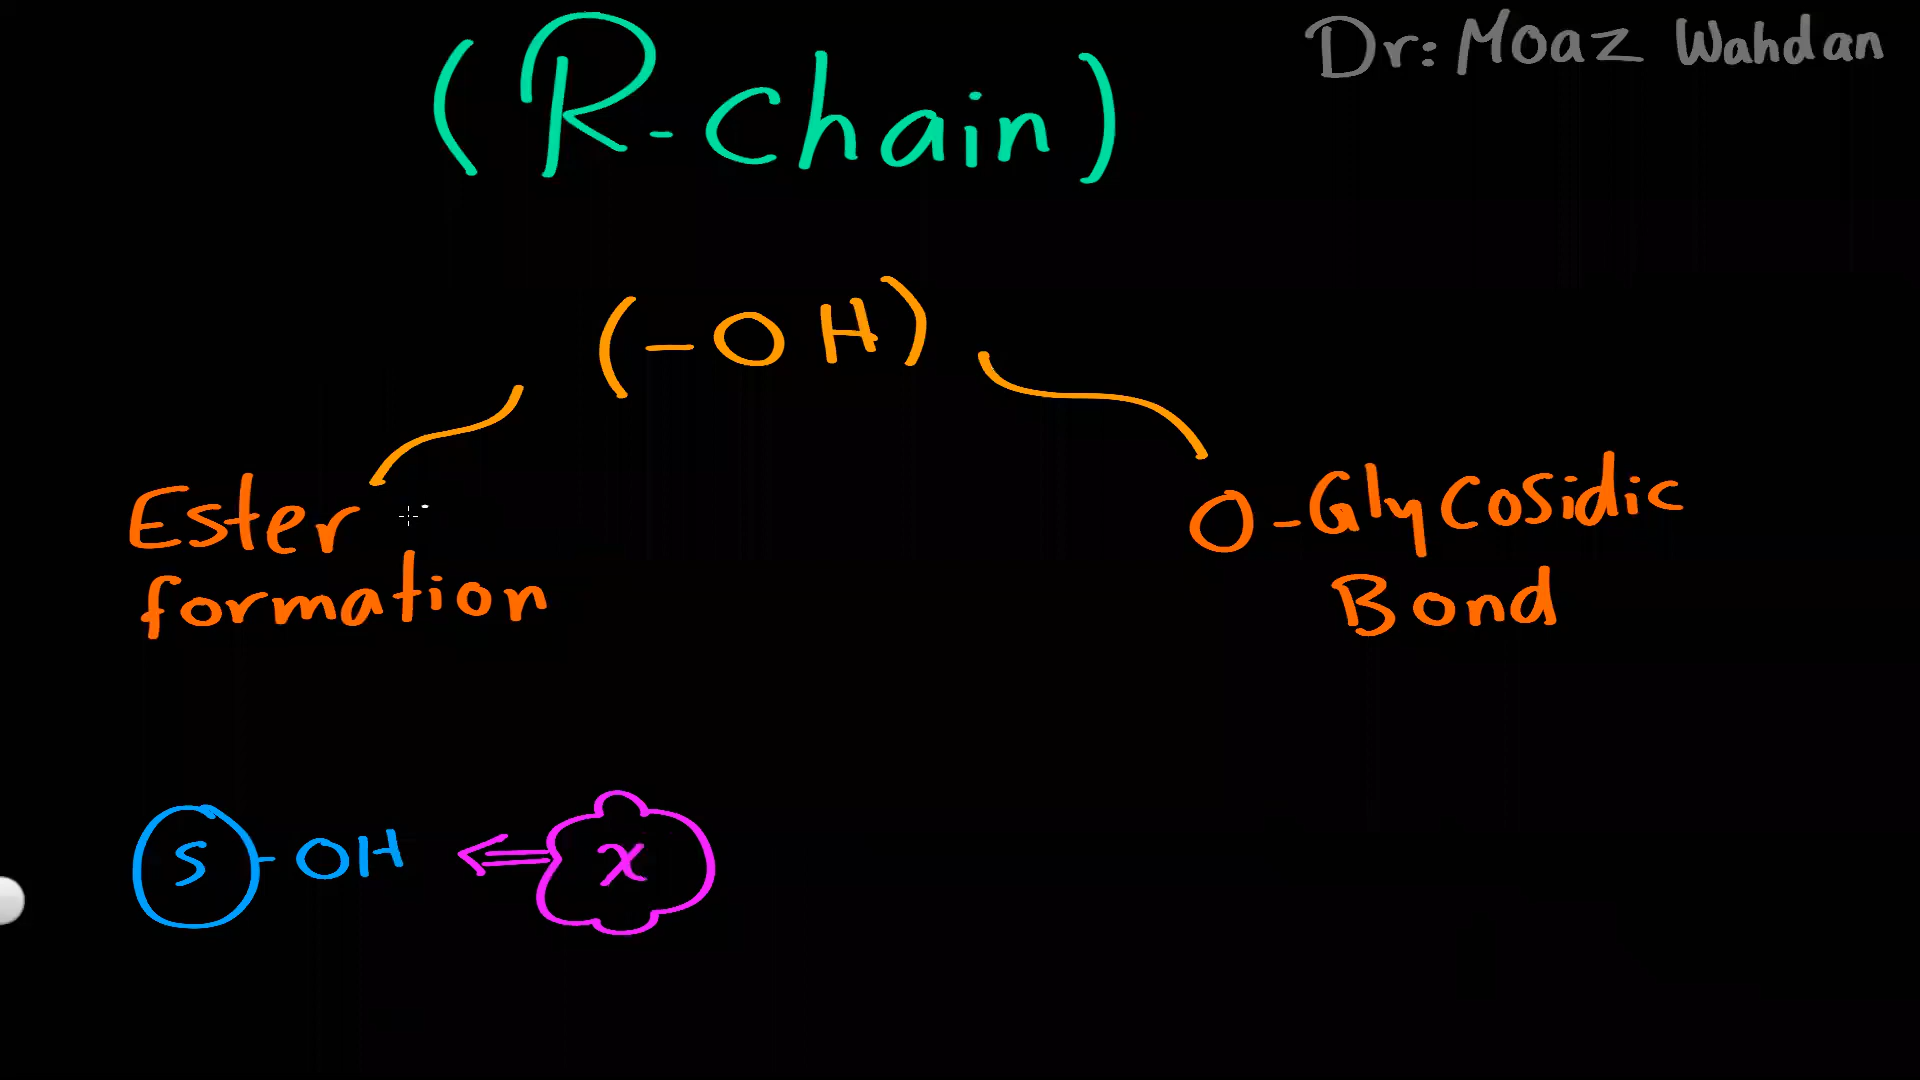 (R-chain)
Dr: Moaz Wahdan
(-OH)
Ester
formation
O-Glycosidic
Bond
S-OH
x